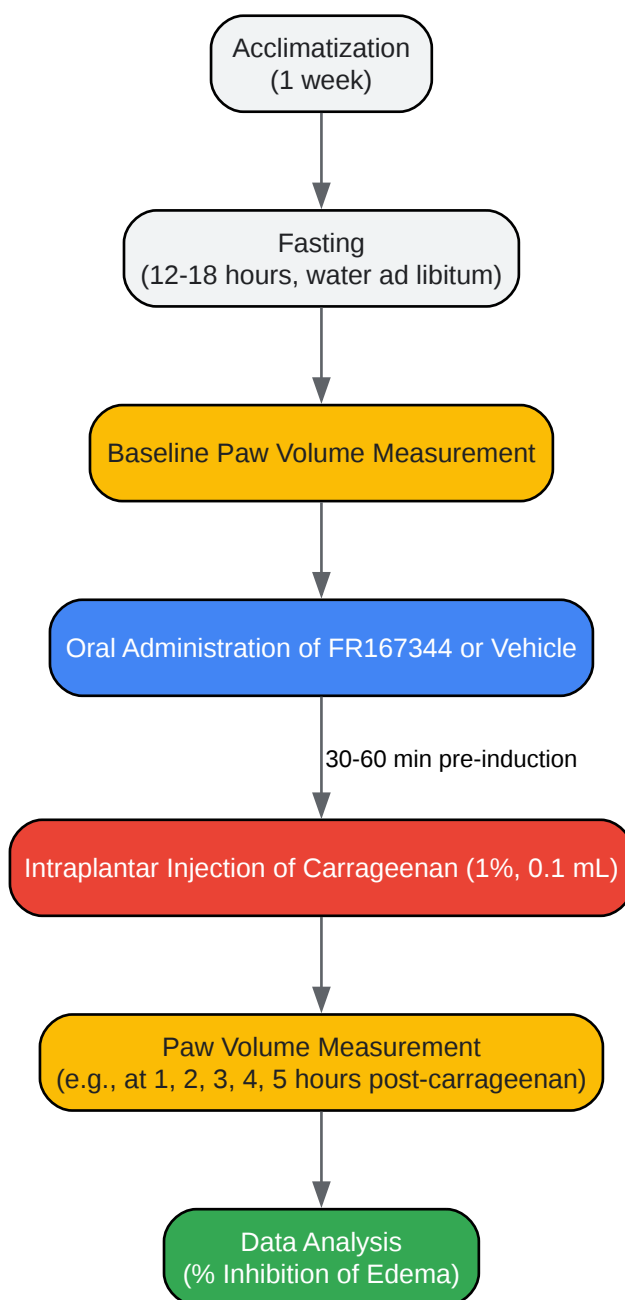 Acclimatization
(1 week)
Fasting
(12-18 hours, water ad libitum)
Baseline Paw Volume Measurement
Oral Administration of FR167344 or Vehicle
30-60 min pre-induction
Intraplantar Injection of Carrageenan (1%, 0.1 mL)
Paw Volume Measurement
(e.g., at 1, 2, 3, 4, 5 hours post-carrageenan)
Data Analysis
(% Inhibition of Edema)